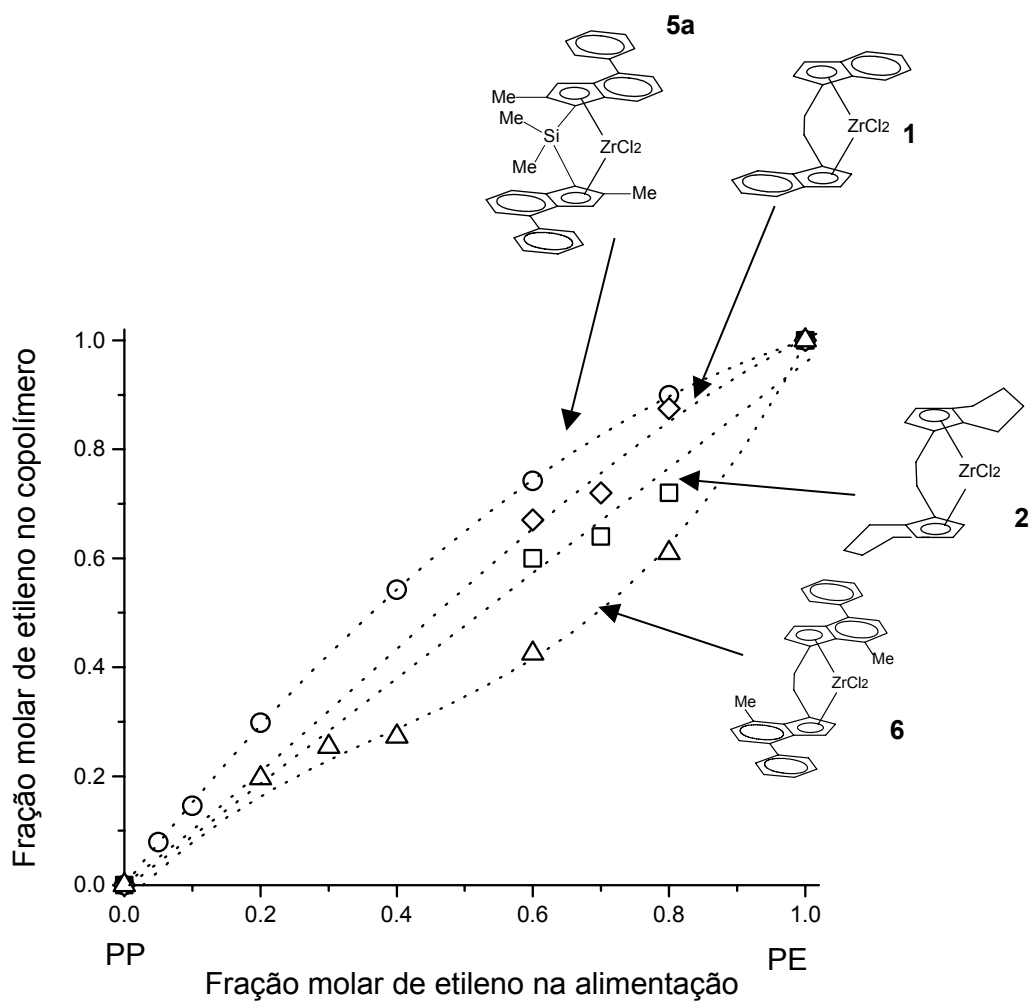 5a
1
Me
Me
Si
Me
ZrCl2
Me
ZrCl2
ZrCl2
2
Me
ZrCl2
Me
6
Fração molar de etileno no copolímero
1.0
0.8
0.6
0.4
0.2
0.0
0.0
0.2
0.4
0.6
0.8
1.0
PP
PE
Fração molar de etileno na alimentação